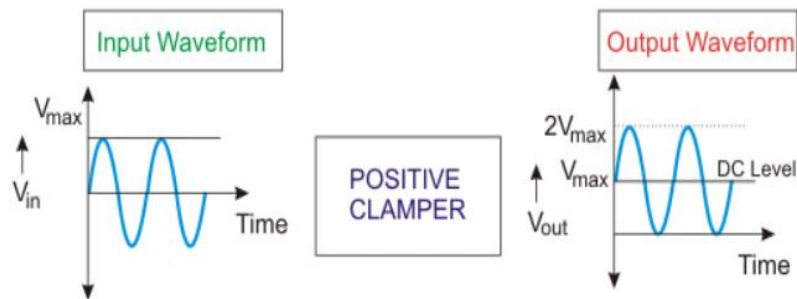 Input Waveform
Output Waveform
Vmax
Vin
Time
POSITIVE
CLAMPER
2Vmax
Vmax
DC Level
Vout
Time